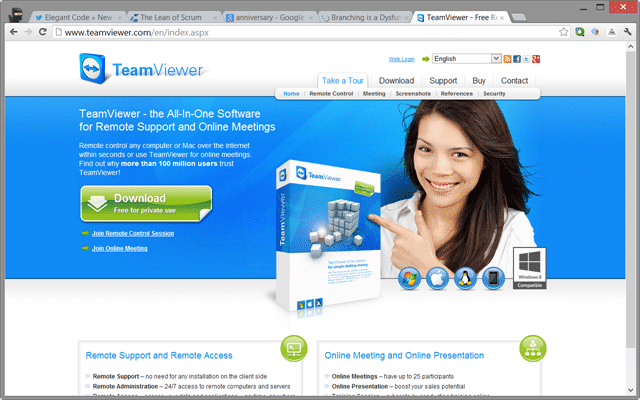 Elegant Code » New
The Lean of Scrum
anniversary - Google
Branching is a Dysfun
TeamViewer - Free R
www.teamviewer.com/en/index.aspx
TeamViewer
Web Login
English
Take a Tour
Download
Support
Buy
Contact
Home
Remote Control
Meeting
Screenshots
References
Security
TeamViewer - the All-In-One Software
for Remote Support and Online Meetings
Remote control any computer or Mac over the internet
within seconds or use TeamViewer for online meetings.
Find out why more than 100 million users trust
TeamViewer!
Download
Free for private use
Join Remote Control Session
Join Online Meeting
TeamViewer
TeamViewer
Windows 8
Compatible
Remote Support and Remote Access
Remote Support – no need for any installation on the client side
Remote Administration – 24/7 access to remote computers and servers
Online Meeting and Online Presentation
Online Meetings – have up to 25 participants
Online Presentation – boost your sales potential